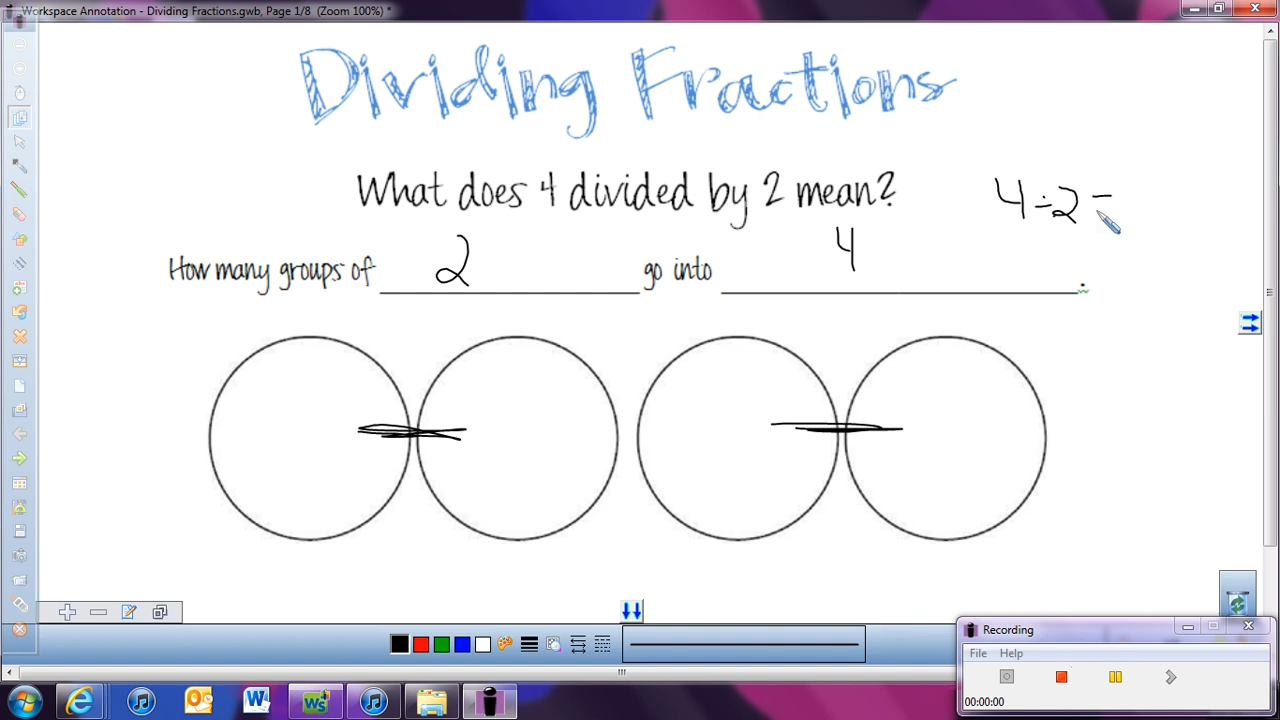 Workspace Annotation - Dividing Fractions.gwb, Page 1/8 (Zoom 100%) *
Dividing Fractions
What does 4 divided by 2 mean?
4 ÷ 2 =
How many groups of 2 go into 4.
Recording
File Help
00:00:00